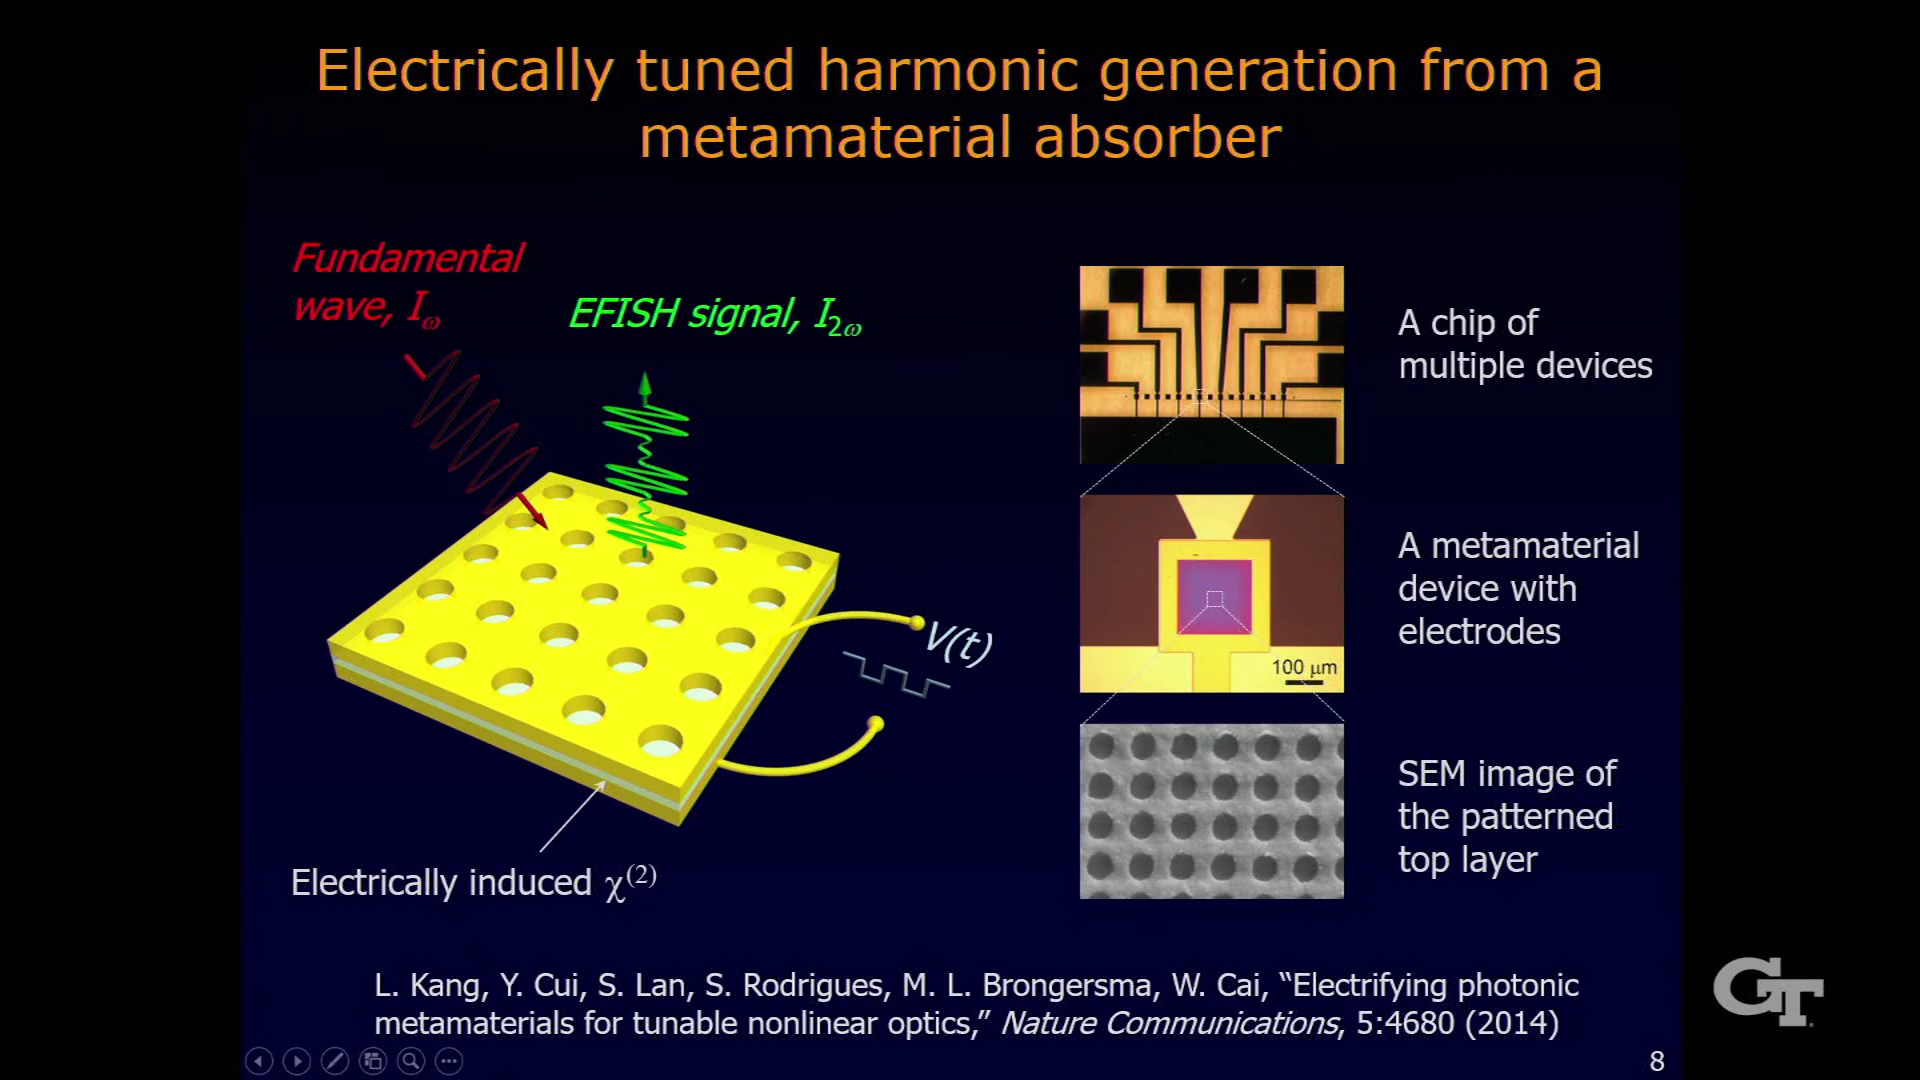 Electrically tuned harmonic generation from a
metamaterial absorber
Fundamental
wave, Iω
EFISH signal, I2ω
V(t)
Electrically induced χ(2)
A chip of
multiple devices
A metamaterial
device with
electrodes
100 μm
SEM image of
the patterned
top layer
L. Kang, Y. Cui, S. Lan, S. Rodrigues, M. L. Brongersma, W. Cai, “Electrifying photonic
metamaterials for tunable nonlinear optics,” Nature Communications, 5:4680 (2014)
GT
8